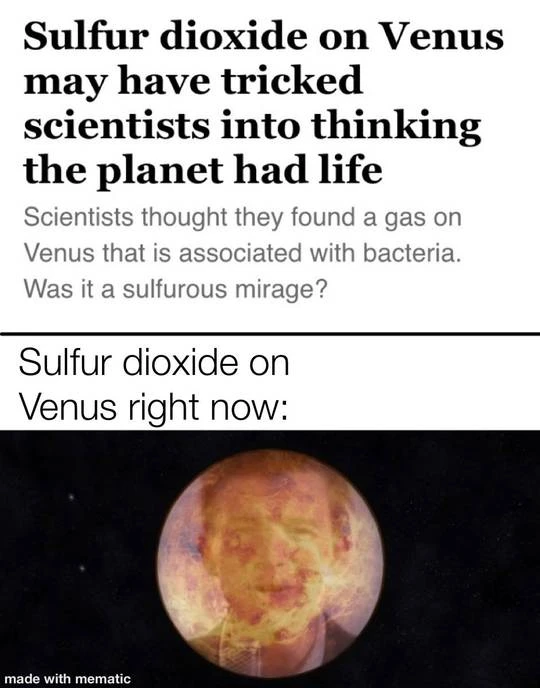 Sulfur dioxide on Venus
may have tricked
scientists into thinking
the planet had life
Scientists thought they found a gas on
Venus that is associated with bacteria.
Was it a sulfurous mirage?
Sulfur dioxide on
Venus right now:
made with mematic